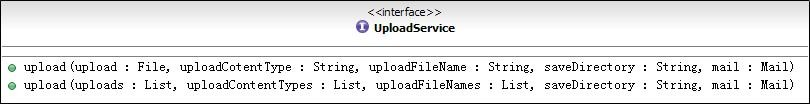 <<interface>>
UploadService
upload(upload : File, uploadCotentType : String, uploadFileName : String, saveDirectory : String, mail : Mail)
upload(uploads : List, uploadContentTypes : List, uploadFileNames : List, saveDirectory : String, mail : Mail)